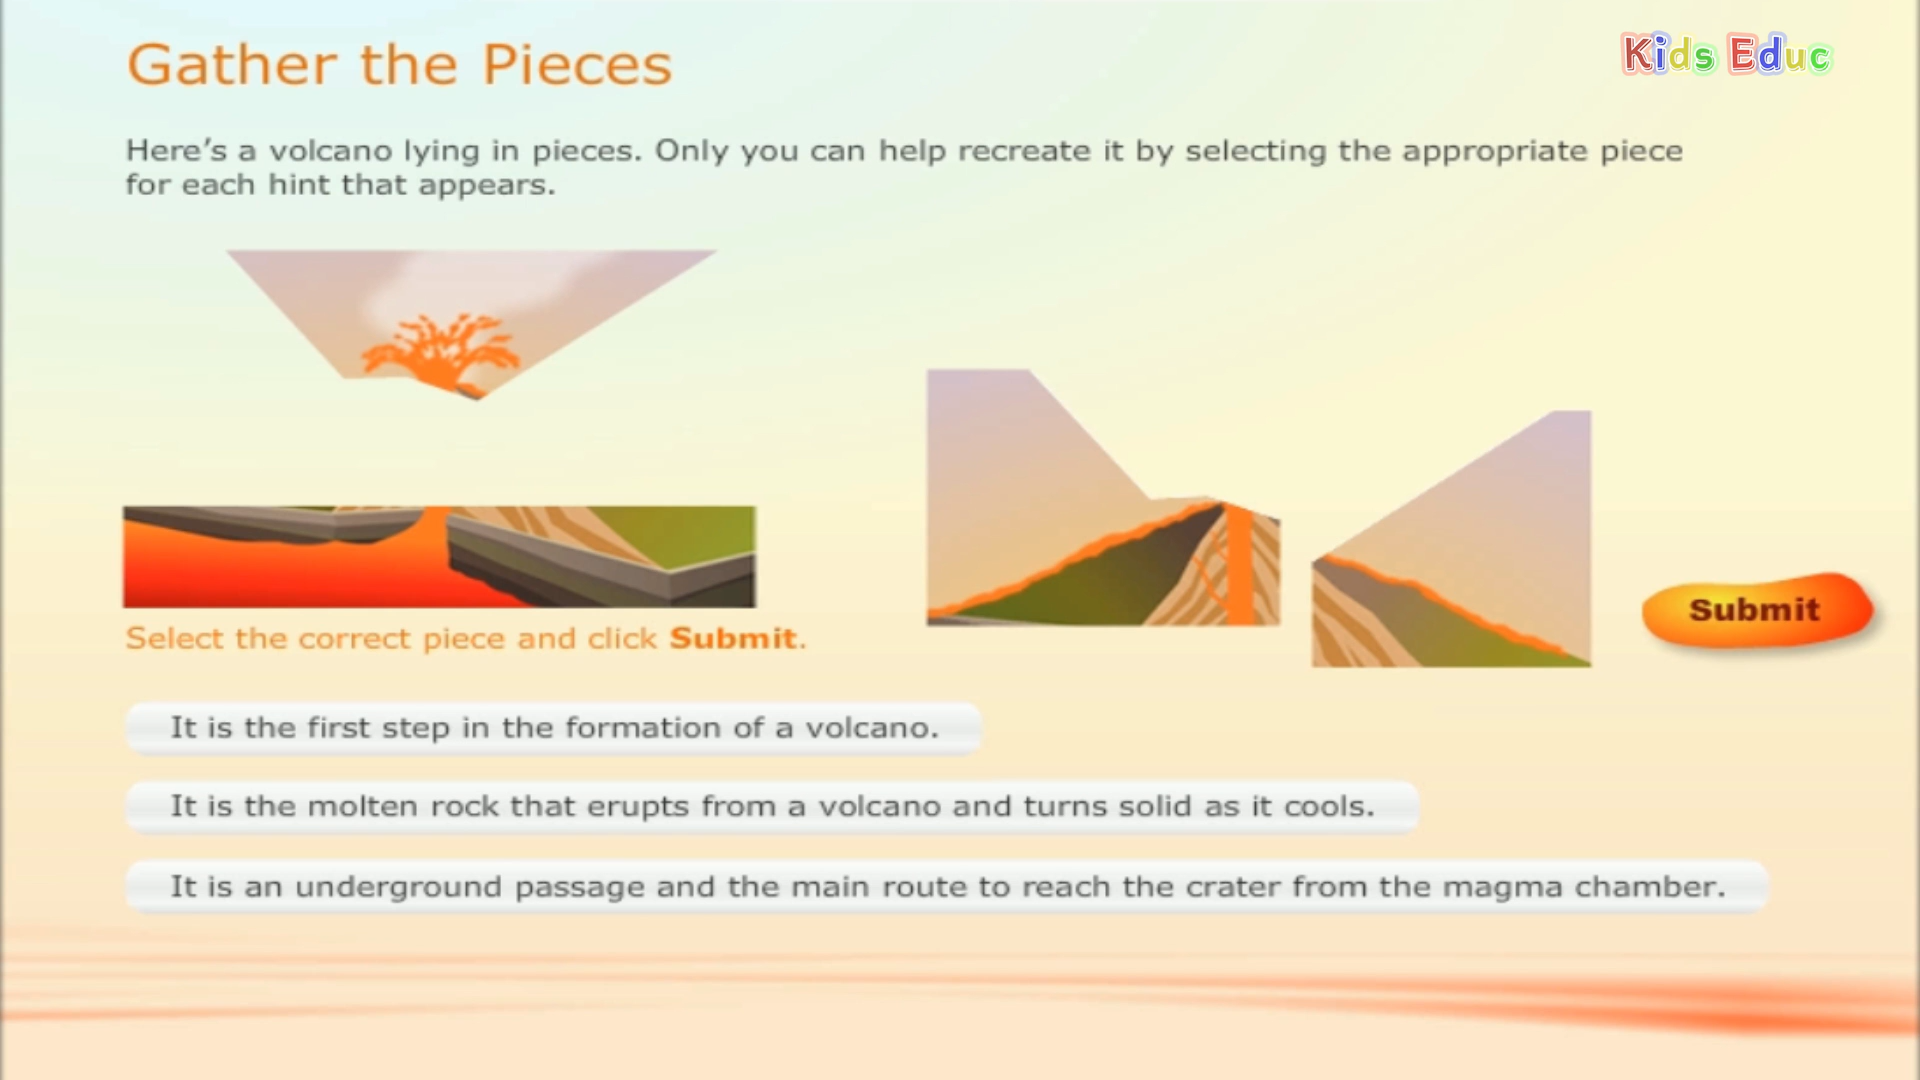 Gather the Pieces
Kids Educ
Here’s a volcano lying in pieces. Only you can help recreate it by selecting the appropriate piece
for each hint that appears.
Submit
Select the correct piece and click Submit.
It is the first step in the formation of a volcano.
It is the molten rock that erupts from a volcano and turns solid as it cools.
It is an underground passage and the main route to reach the crater from the magma chamber.